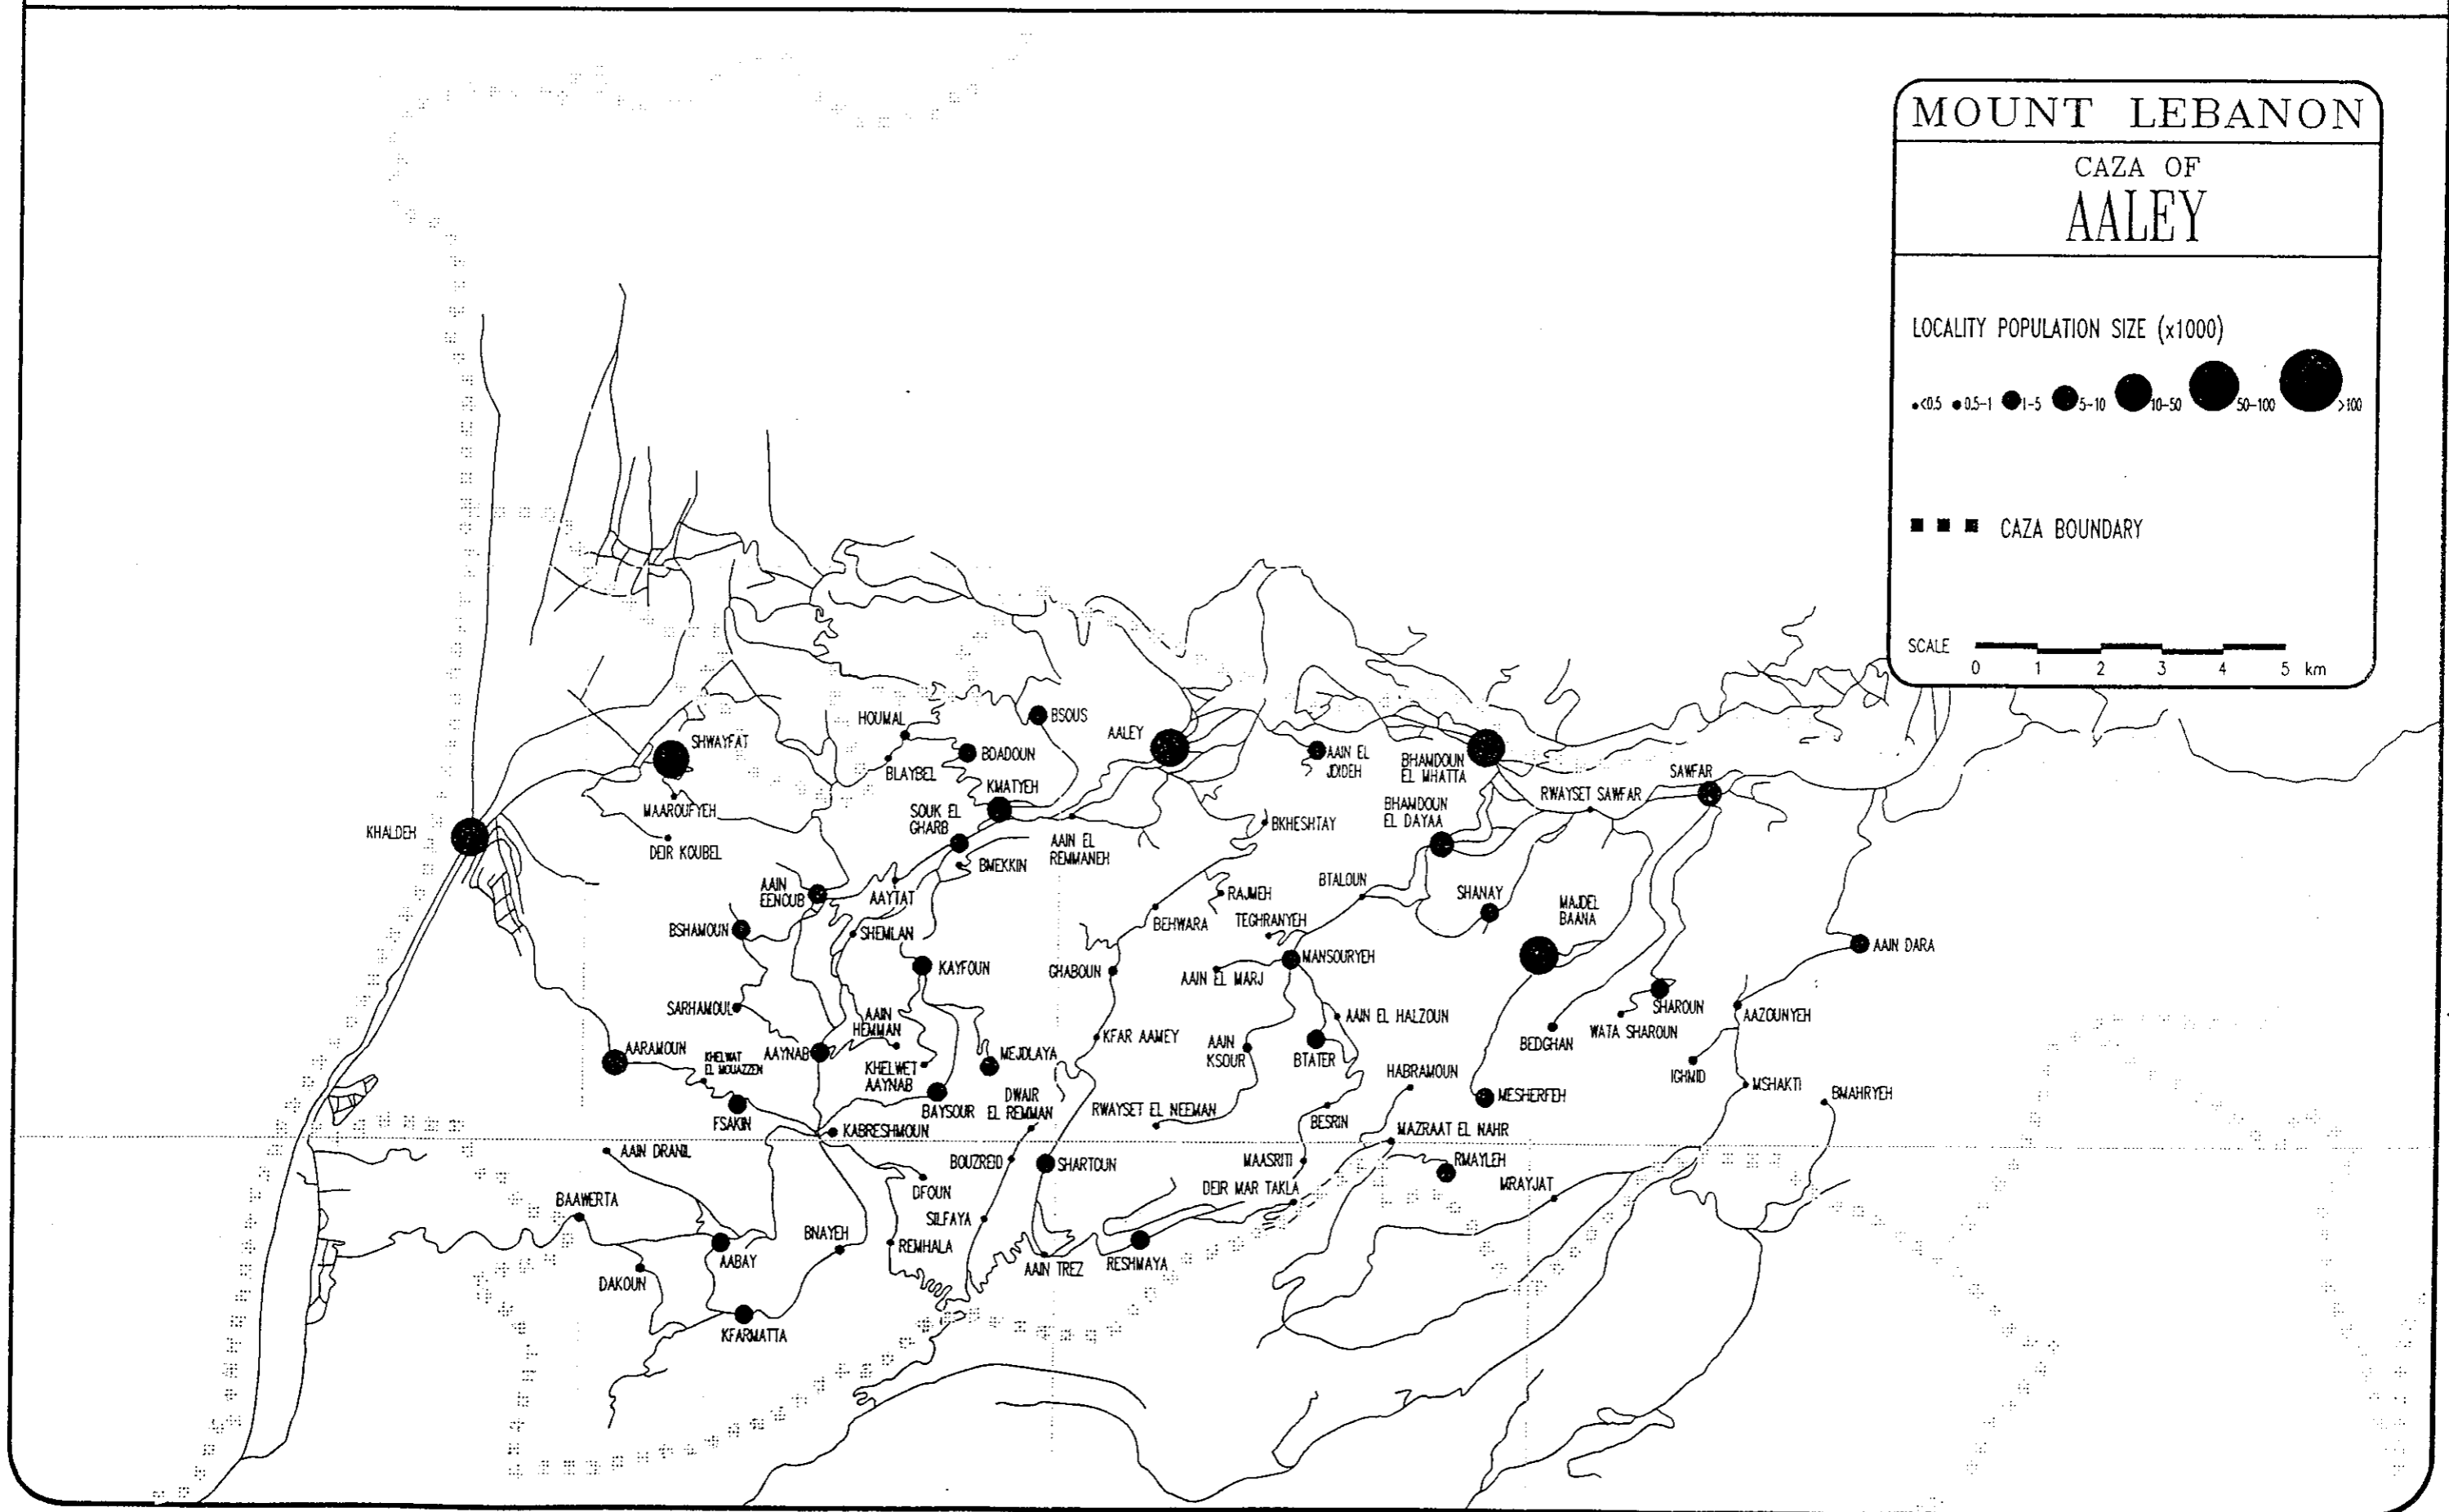 MOUNT LEBANON
CAZA OF
AALEY
LOCALITY POPULATION SIZE (x1000)
<0.5 0.5-1 1-5 5-10 10-50 50-100 >100
CAZA BOUNDARY
SCALE 0 1 2 3 4 5 km
HOUMAL
BSOUS
SHWAYFAT
BDADOUN
AALEY
AAIN EL
JDIDEH
BHAMDOUN
EL MHATTA
SAWFAR
BLAYBEL
KMATYEH
RWAYSET SAWFAR
MAAROUFYEH
SOUK EL
GHARB
BHAMDOUN
EL DAYAA
BKHESHTAY
KHALDEH
DEIR KOUBEL
AAIN EL
REMMANEH
BMEKKIN
AAIN
EENOUB
AAYTAT
BTALOUN
SHANAY
RAJMEH
MAJDEL
BAANA
BEHWARA
TEGHRANYEH
BSHAMOUN
SHEMLAN
AAIN DARA
KAYFOUN
GHABOUN
MANSOURYEH
AAIN EL MARJ
SARHAMOUL
AAIN
HEMMAN
SHAROUN
AAZOUNYEH
AAIN EL HALZOUN
WATA SHAROUN
KFAR AAMEY
AAIN
KSOUR
BEDGHAN
AARAMOUN
KHELWAT
EL MOUAZZEN
AAYNAB
MEJDLAYA
BTATER
KHELWET
AAYNAB
HABRAMOUN
IGHMID
MSHAKTI
BMAHRYEH
FSAKIN
BAYSOUR
DWAIR
EL REMMAN
RWAYSET EL NEEMAN
MESHERFEH
BESRIN
KABRESHMOUN
MAZRAAT EL NAHR
AAIN DRANIL
BOUZREID
SHARTOUN
MAASRITI
RMAYLEH
MRAYJAT
DFOUN
DEIR MAR TAKLA
BAAWERTA
SILFAYA
BNAYEH
REMHALA
AABAY
AAIN TREZ
RESHMAYA
DAKOUN
KFARMATTA